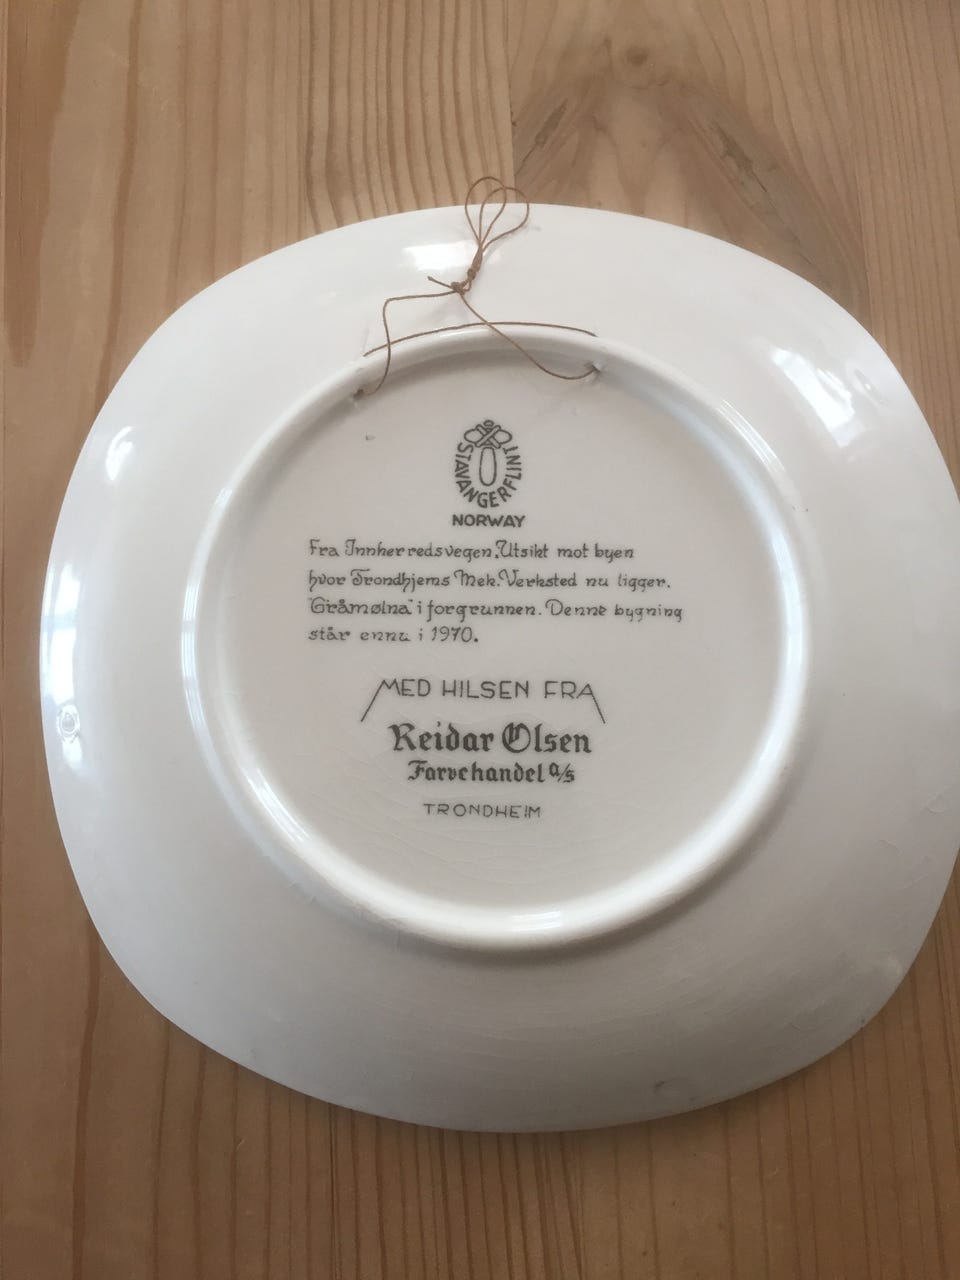 STAVANGERFLINT
NORWAY
Fra Innherredsvegen, Utsikt mot byen
hvor Trondhjems Mek. Verksted nu ligger.
"Gråmølna" i forgrunnen. Denne bygning
står ennu i 1970.
MED HILSEN FRA
Reidar Olsen
Farvehandel a/s
TRONDHEIM